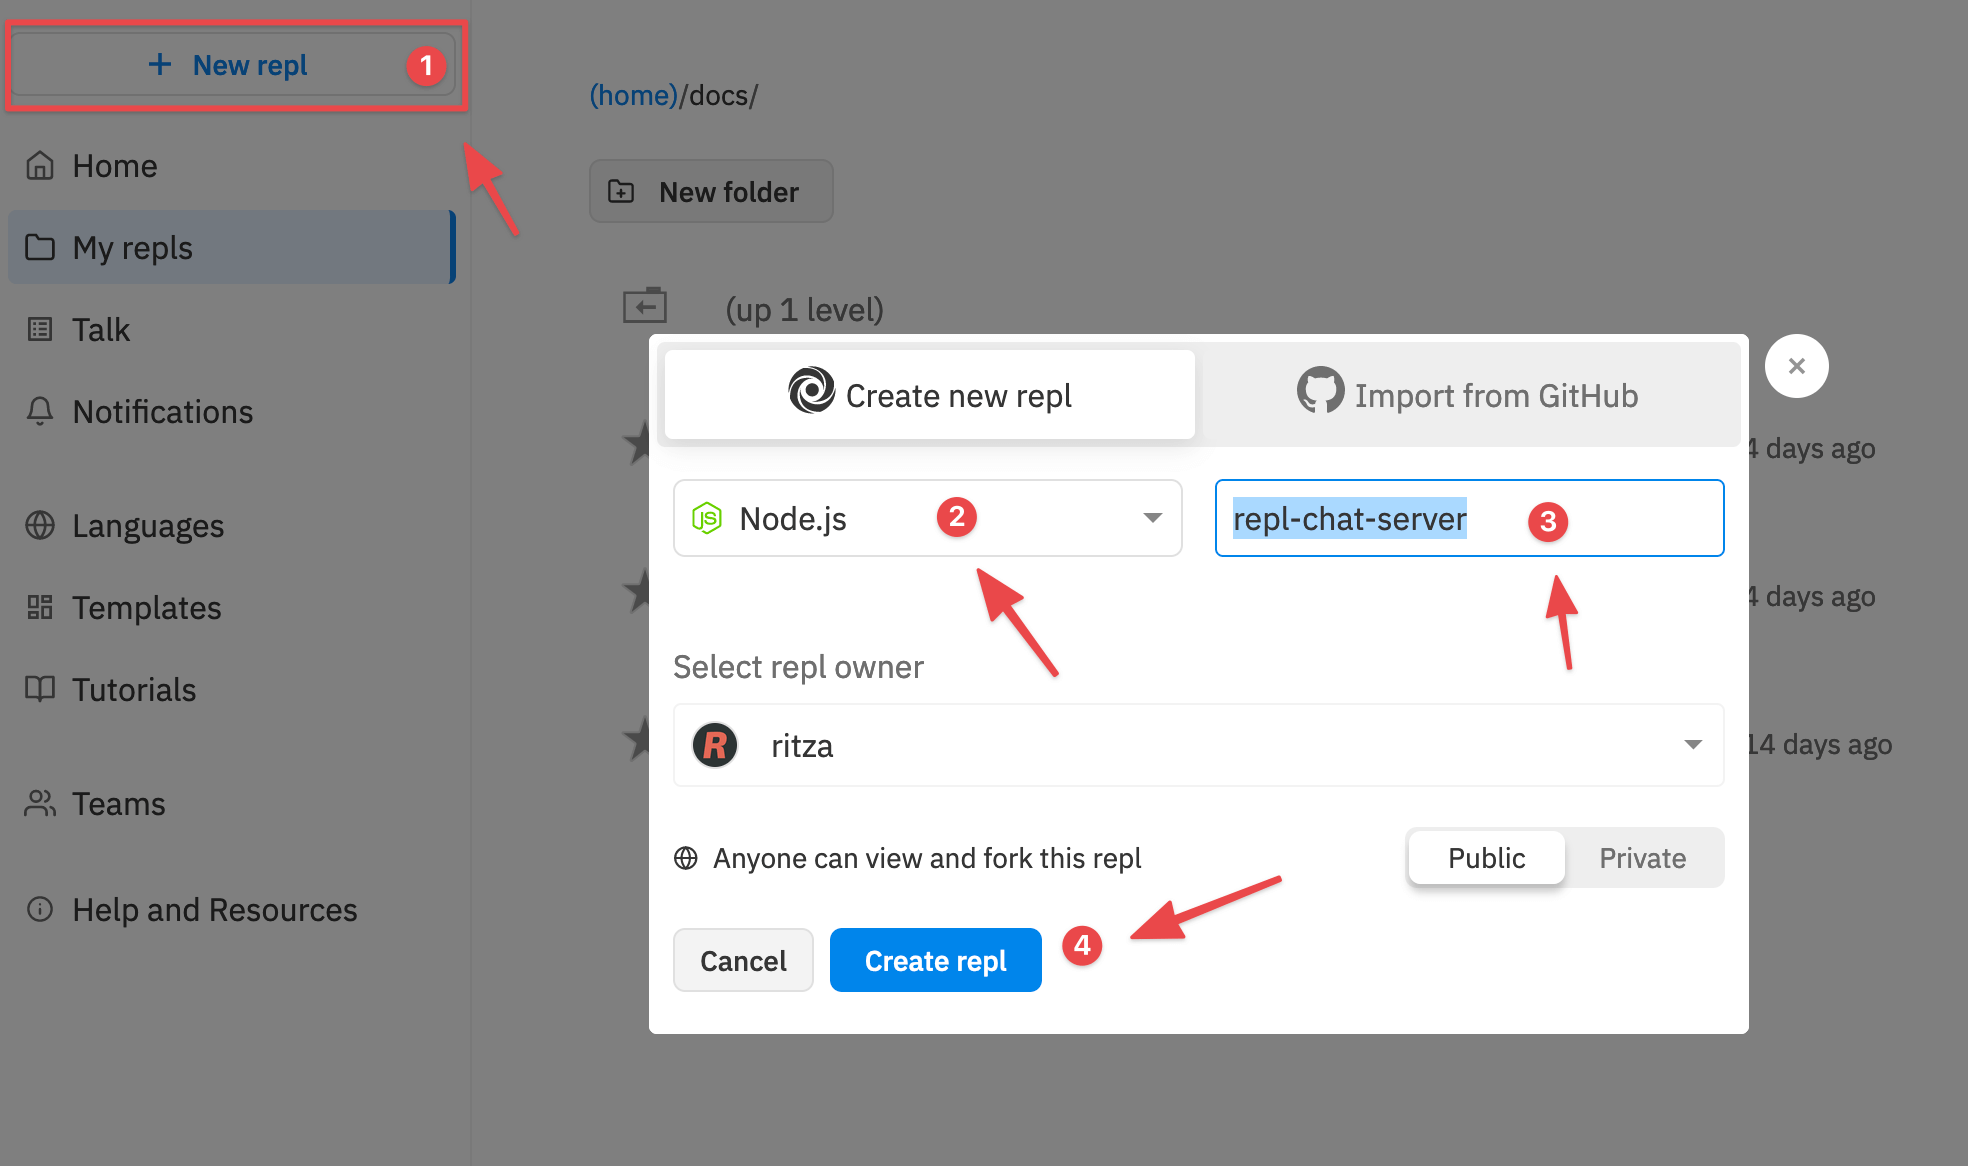 + New repl 1
Home
My repls
Talk
Notifications
Languages
Templates
Tutorials
Teams
Help and Resources
(home)/docs/
New folder
(up 1 level)
Create new repl
Import from GitHub
days ago
JS Node.js 2
repl-chat-server 3
days ago
Select repl owner
R ritza
14 days ago
Anyone can view and fork this repl
Public
Private
Cancel
Create repl
4